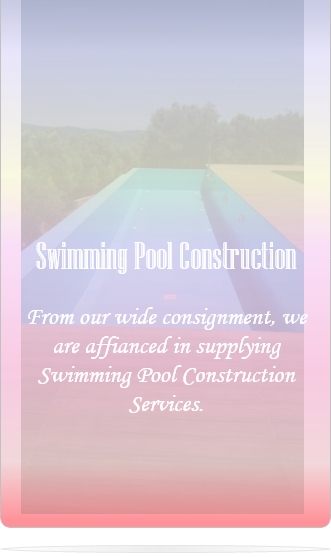 Swimming Pool Construction
From our wide consignment, we
are affianced in supplying
Swimming Pool Construction
Services.